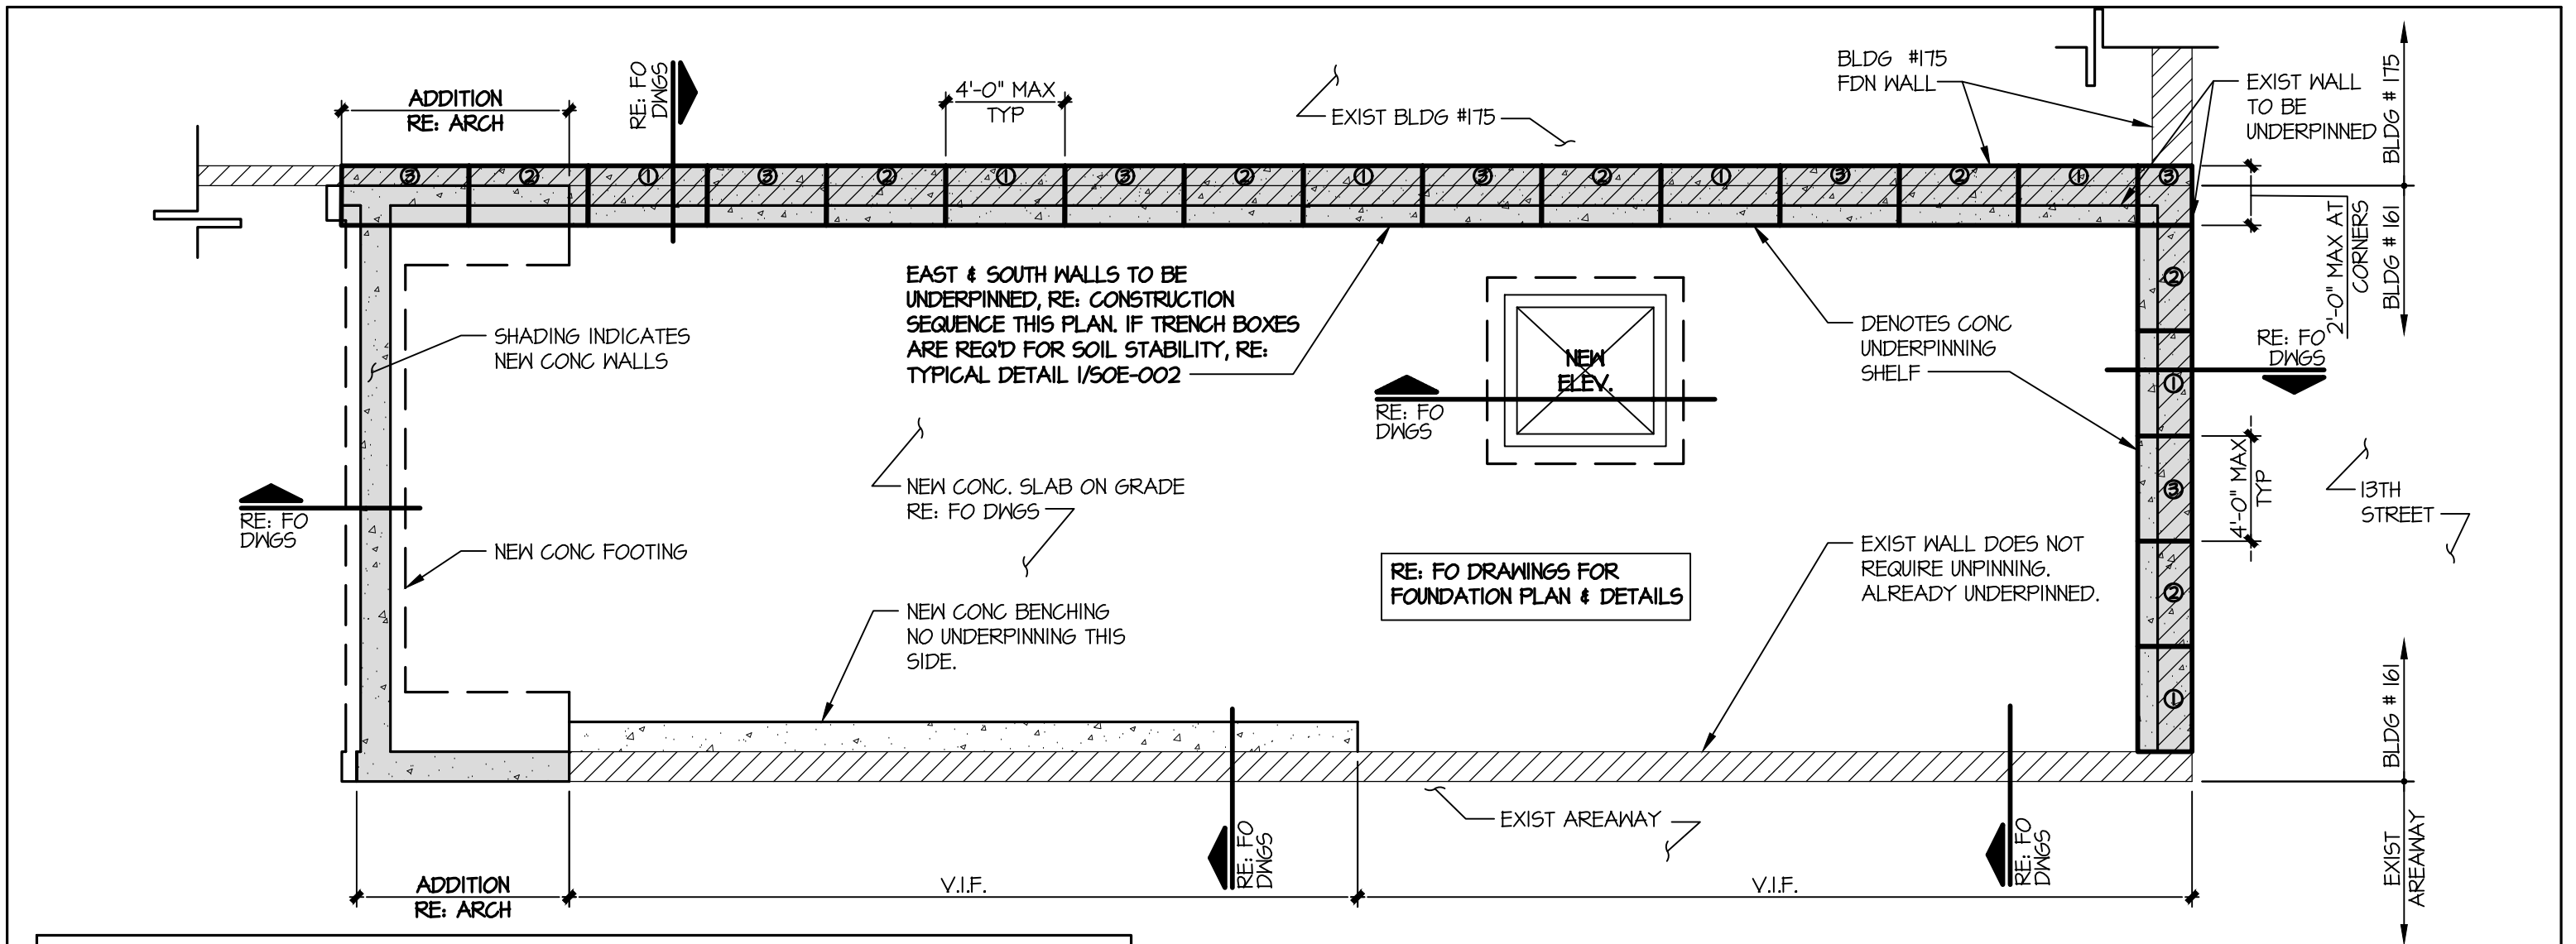 ADDITION
RE: ARCH
RE: FO
DWGS
4'-0" MAX
TYP
EXIST BLDG #175
BLDG #175
FDN WALL
EXIST WALL
TO BE
UNDERPINNED
BLDG # 175
③ ② ① ③ ② ① ③ ② ① ③ ② ① ③ ② ① ③
2'-0" MAX AT
CORNERS
BLDG # 161
EAST & SOUTH WALLS TO BE
UNDERPINNED, RE: CONSTRUCTION
SEQUENCE THIS PLAN. IF TRENCH BOXES
ARE REQ'D FOR SOIL STABILITY, RE:
TYPICAL DETAIL 1/SOE-002
SHADING INDICATES
NEW CONC WALLS
NEW
ELEV.
RE: FO
DWGS
DENOTES CONC
UNDERPINNING
SHELF
②
RE: FO
DWGS
①
③
②
①
4'-0" MAX
TYP
13TH
STREET
NEW CONC. SLAB ON GRADE
RE: FO DWGS
RE: FO
DWGS
NEW CONC FOOTING
RE: FO DRAWINGS FOR
FOUNDATION PLAN & DETAILS
EXIST WALL DOES NOT
REQUIRE UNPINNING.
ALREADY UNDERPINNED.
NEW CONC BENCHING
NO UNDERPINNING THIS
SIDE.
BLDG # 161
EXIST AREAWAY
RE: FO
DWGS
RE: FO
DWGS
EXIST
AREAWAY
ADDITION
RE: ARCH
V.I.F.
V.I.F.